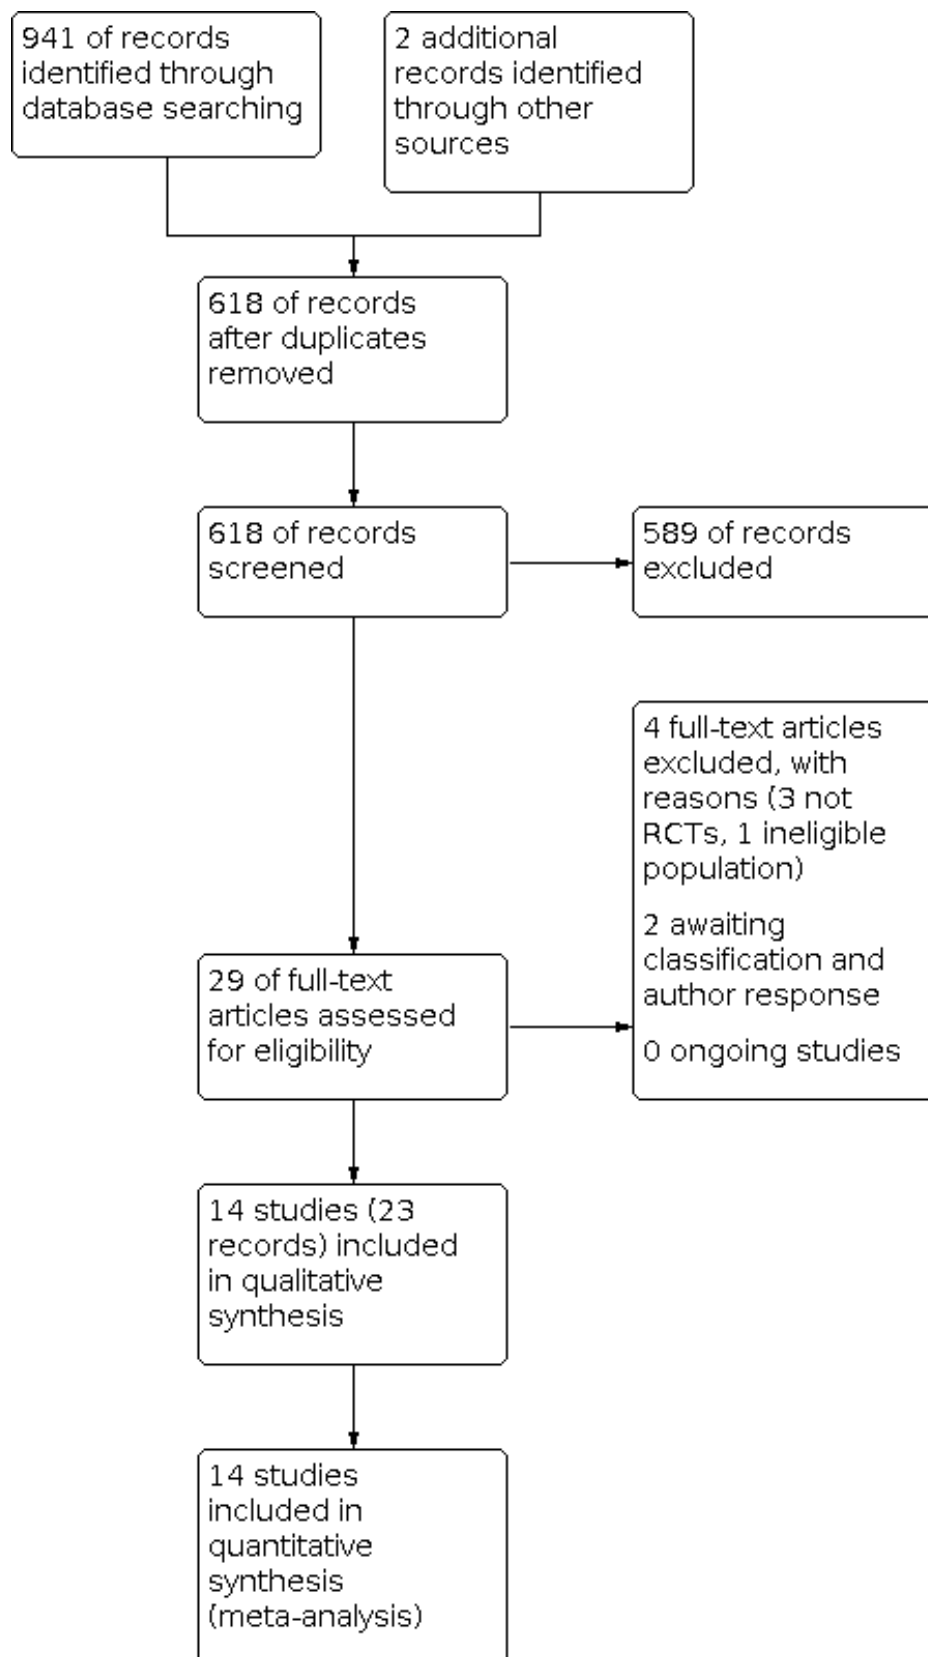 941 of records
identified through
database searching
2 additional
records identified
through other
sources
618 of records
after duplicates
removed
618 of records
screened
589 of records
excluded
4 full-text articles
excluded, with
reasons (3 not
RCTs, 1 ineligible
population)
2 awaiting
classification and
author response
0 ongoing studies
29 of full-text
articles assessed
for eligibility
14 studies (23
records) included
in qualitative
synthesis
14 studies
included in
quantitative
synthesis
(meta-analysis)